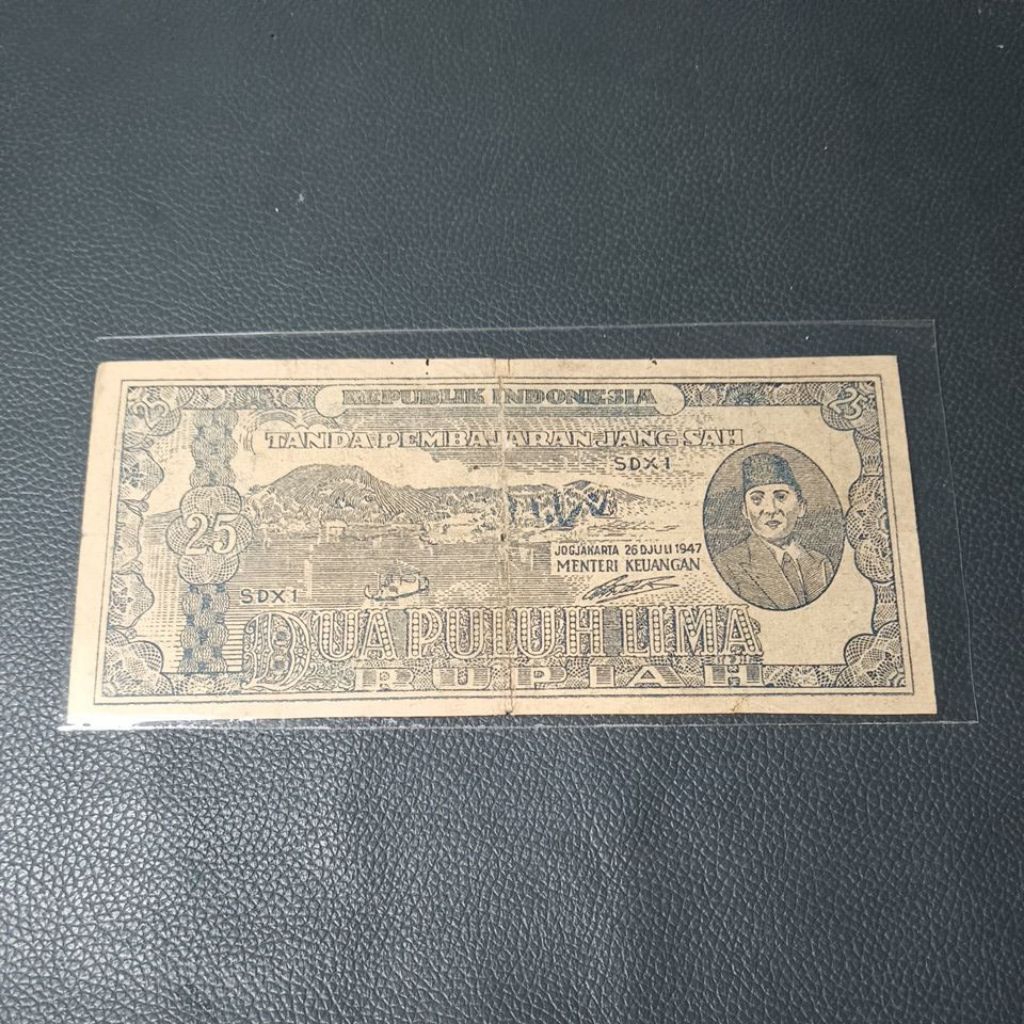 25 REPUBLIK INDONESIA 25
TANDA PEMBAJARAN JANG SAH
SDX1
25
JOGJAKARTA 26 DJULI 1947
MENTERI KEUANGAN
SDX1
DUA PULUH LIMA
RUPIAH